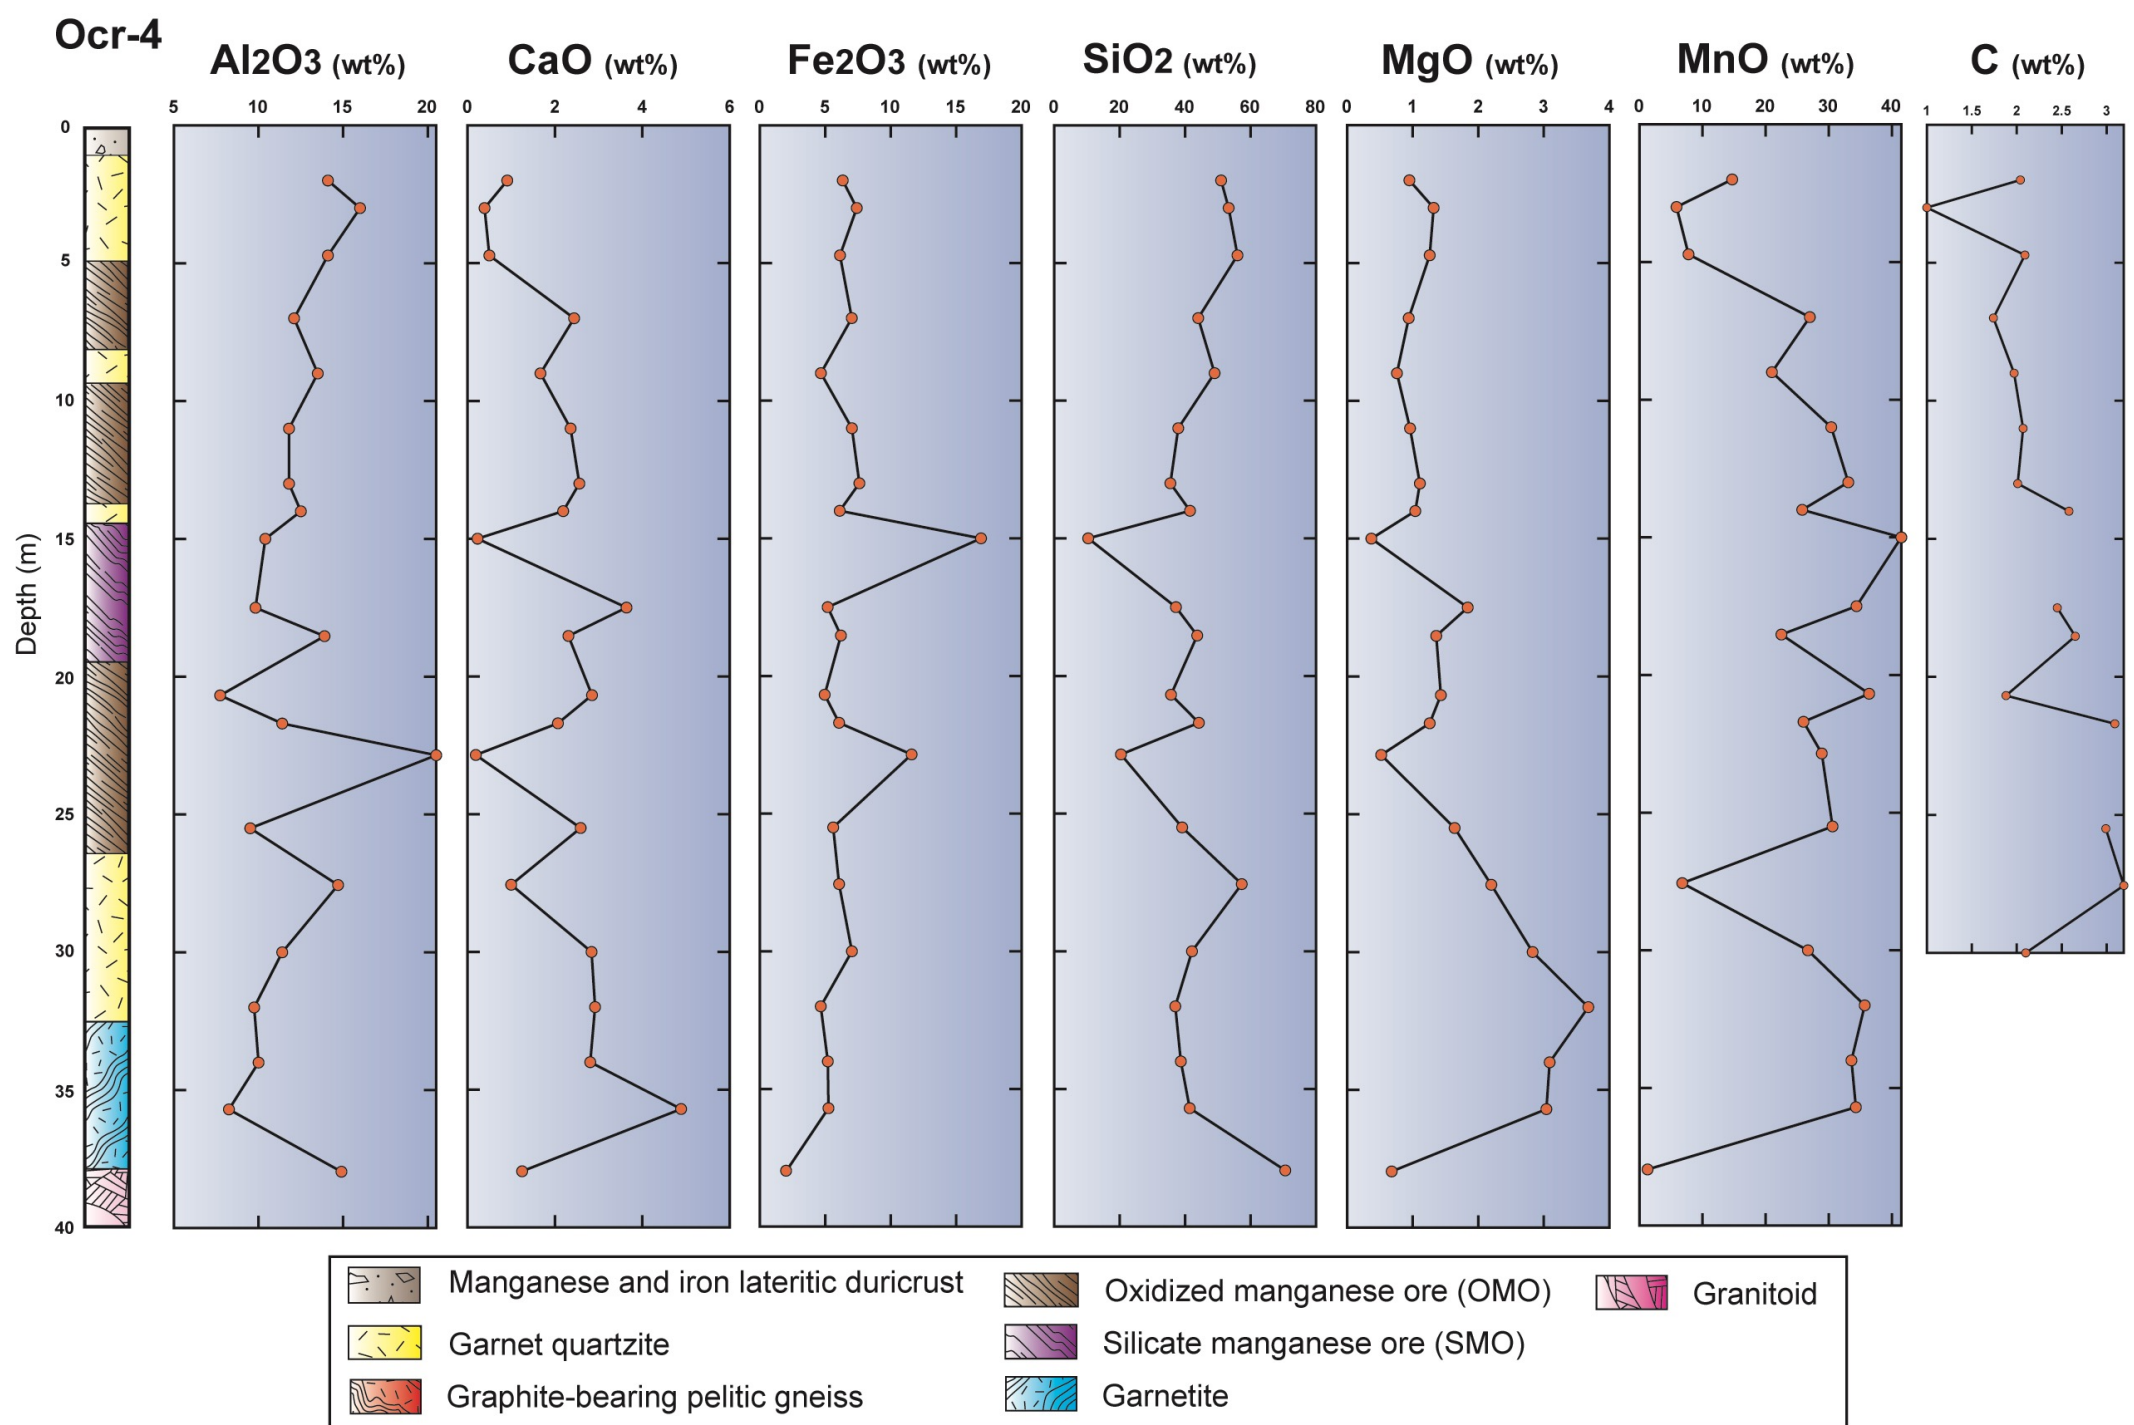 Ocr-4
Al2O3 (wt%) CaO (wt%) Fe2O3 (wt%) SiO2 (wt%) MgO (wt%) MnO (wt%) C (wt%)
5 10 15 20 0 2 4 6 0 5 10 15 20 0 20 40 60 80 0 1 2 3 4 0 10 20 30 40 1 1.5 2 2.5 3
0
5
10
15
Depth (m)
20
25
30
35
40
Manganese and iron lateritic duricrust Oxidized manganese ore (OMO) Granitoid
Garnet quartzite Silicate manganese ore (SMO)
Graphite-bearing pelitic gneiss Garnetite